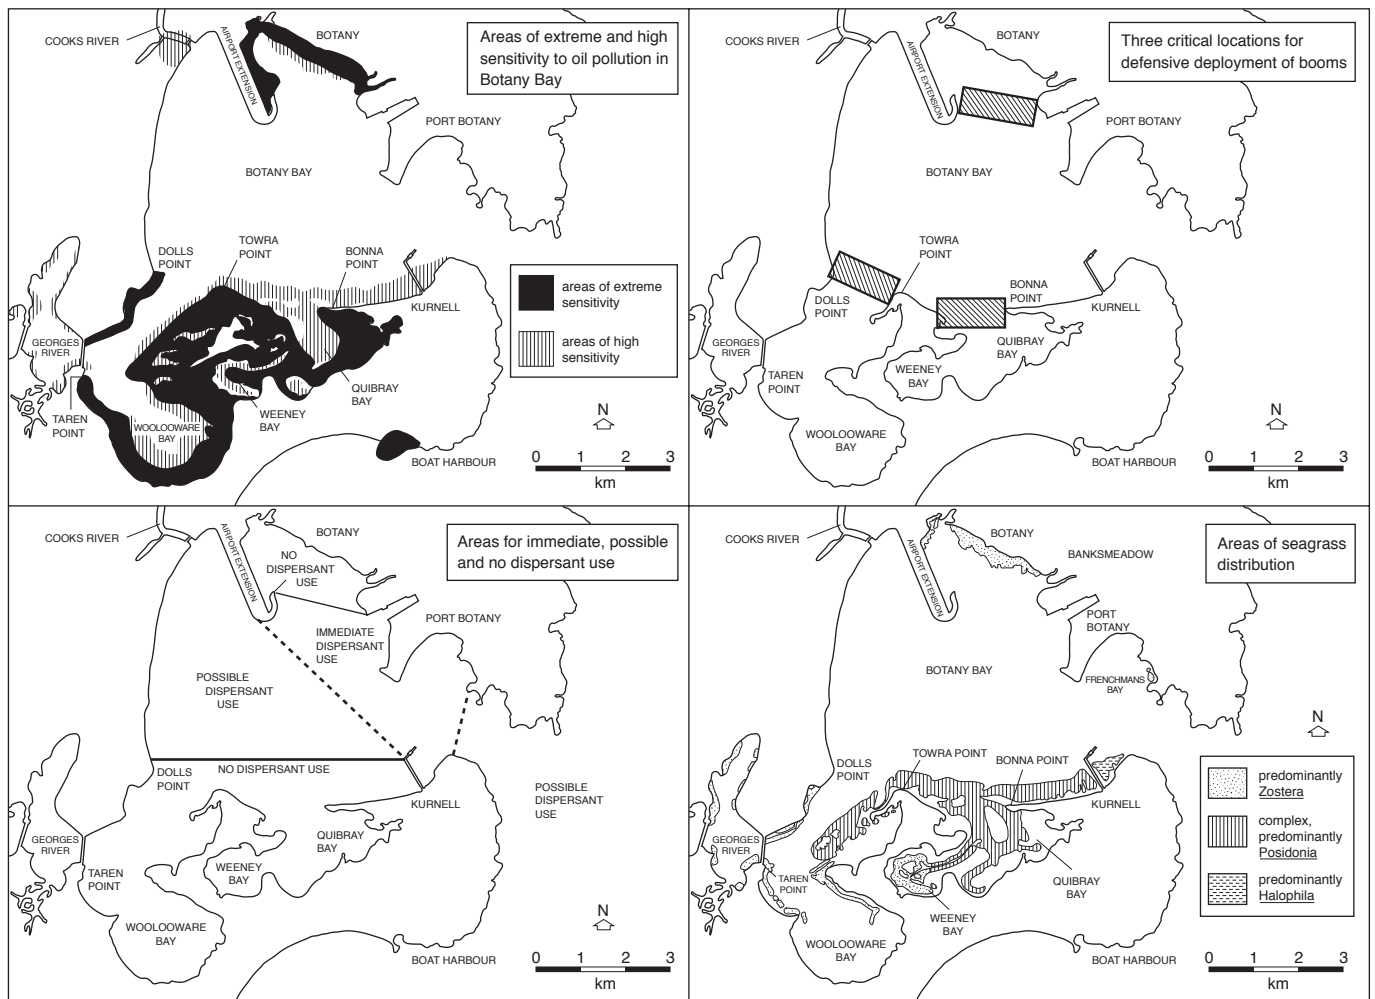 Areas of extreme and high
sensitivity to oil pollution in
Botany Bay
COOKS RIVER
AIRPORT EXTENSION
BOTANY
PORT BOTANY
BOTANY BAY
DOLLS
POINT
TOWRA
POINT
BONNA
POINT
KURNELL
GEORGES
RIVER
TAREN
POINT
WOOLOOWARE
BAY
WEENEY
BAY
QUIBRAY
BAY
BOAT HARBOUR
areas of extreme
sensitivity
areas of high
sensitivity
N
0 1 2 3
km
Three critical locations for
defensive deployment of booms
COOKS RIVER
AIRPORT EXTENSION
BOTANY
PORT BOTANY
BOTANY BAY
TOWRA
POINT
DOLLS
POINT
BONNA
POINT
KURNELL
GEORGES
RIVER
TAREN
POINT
QUIBRAY
BAY
WEENEY
BAY
WOOLOOWARE
BAY
BOAT HARBOUR
N
0 1 2 3
km
Areas for immediate, possible
and no dispersant use
COOKS RIVER
AIRPORT EXTENSION
BOTANY
NO
DISPERSANT
USE
PORT BOTANY
IMMEDIATE
DISPERSANT
USE
POSSIBLE
DISPERSANT
USE
NO DISPERSANT USE
DOLLS
POINT
KURNELL
POSSIBLE
DISPERSANT
USE
GEORGES
RIVER
TAREN
POINT
QUIBRAY
BAY
WEENEY
BAY
WOOLOOWARE
BAY
BOAT HARBOUR
N
0 1 2 3
km
Areas of seagrass
distribution
COOKS RIVER
AIRPORT EXTENSION
BOTANY
BANKSMEADOW
PORT
BOTANY
BOTANY BAY
FRENCHMANS
BAY
N
DOLLS
POINT
TOWRA POINT
BONNA POINT
KURNELL
GEORGES
RIVER
TAREN
POINT
QUIBRAY
BAY
WEENEY
BAY
WOOLOOWARE
BAY
BOAT HARBOUR
predominantly
Zostera
complex,
predominantly
Posidonia
predominantly
Halophila
0 1 2 3
km